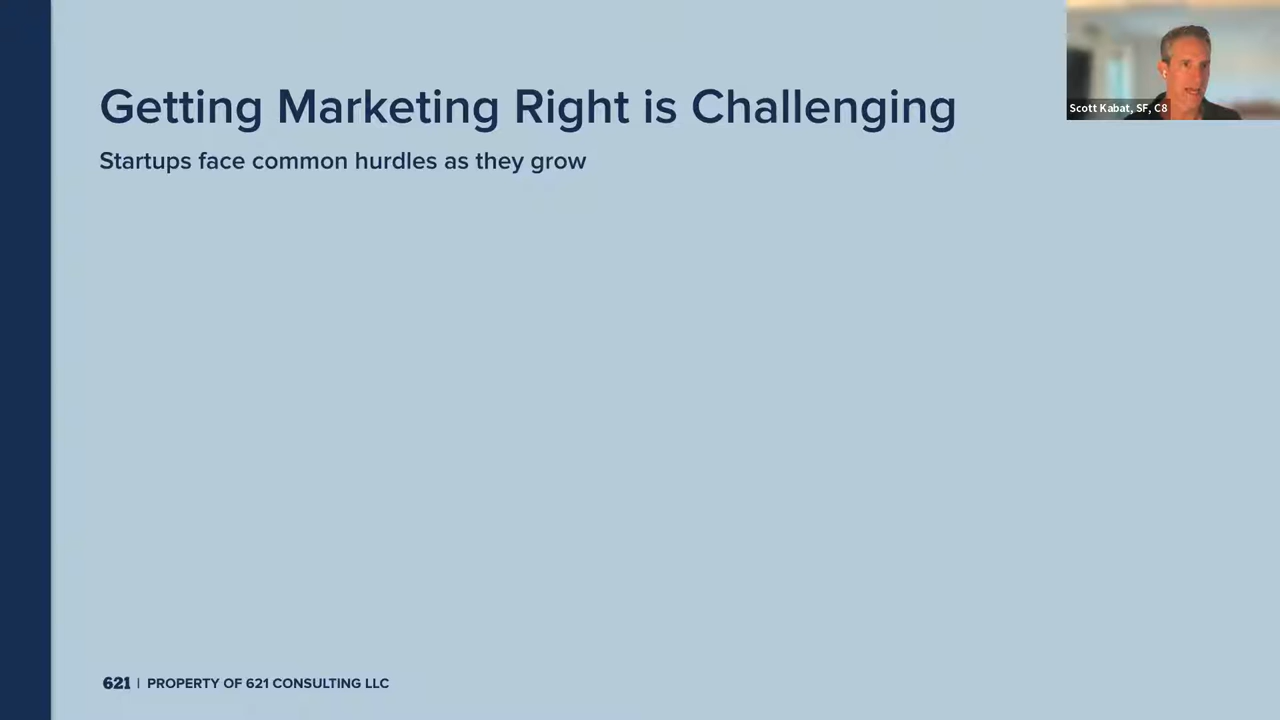 Getting Marketing Right is Challenging
Startups face common hurdles as they grow
Scott Kabat, SF, C8
621 | PROPERTY OF 621 CONSULTING LLC